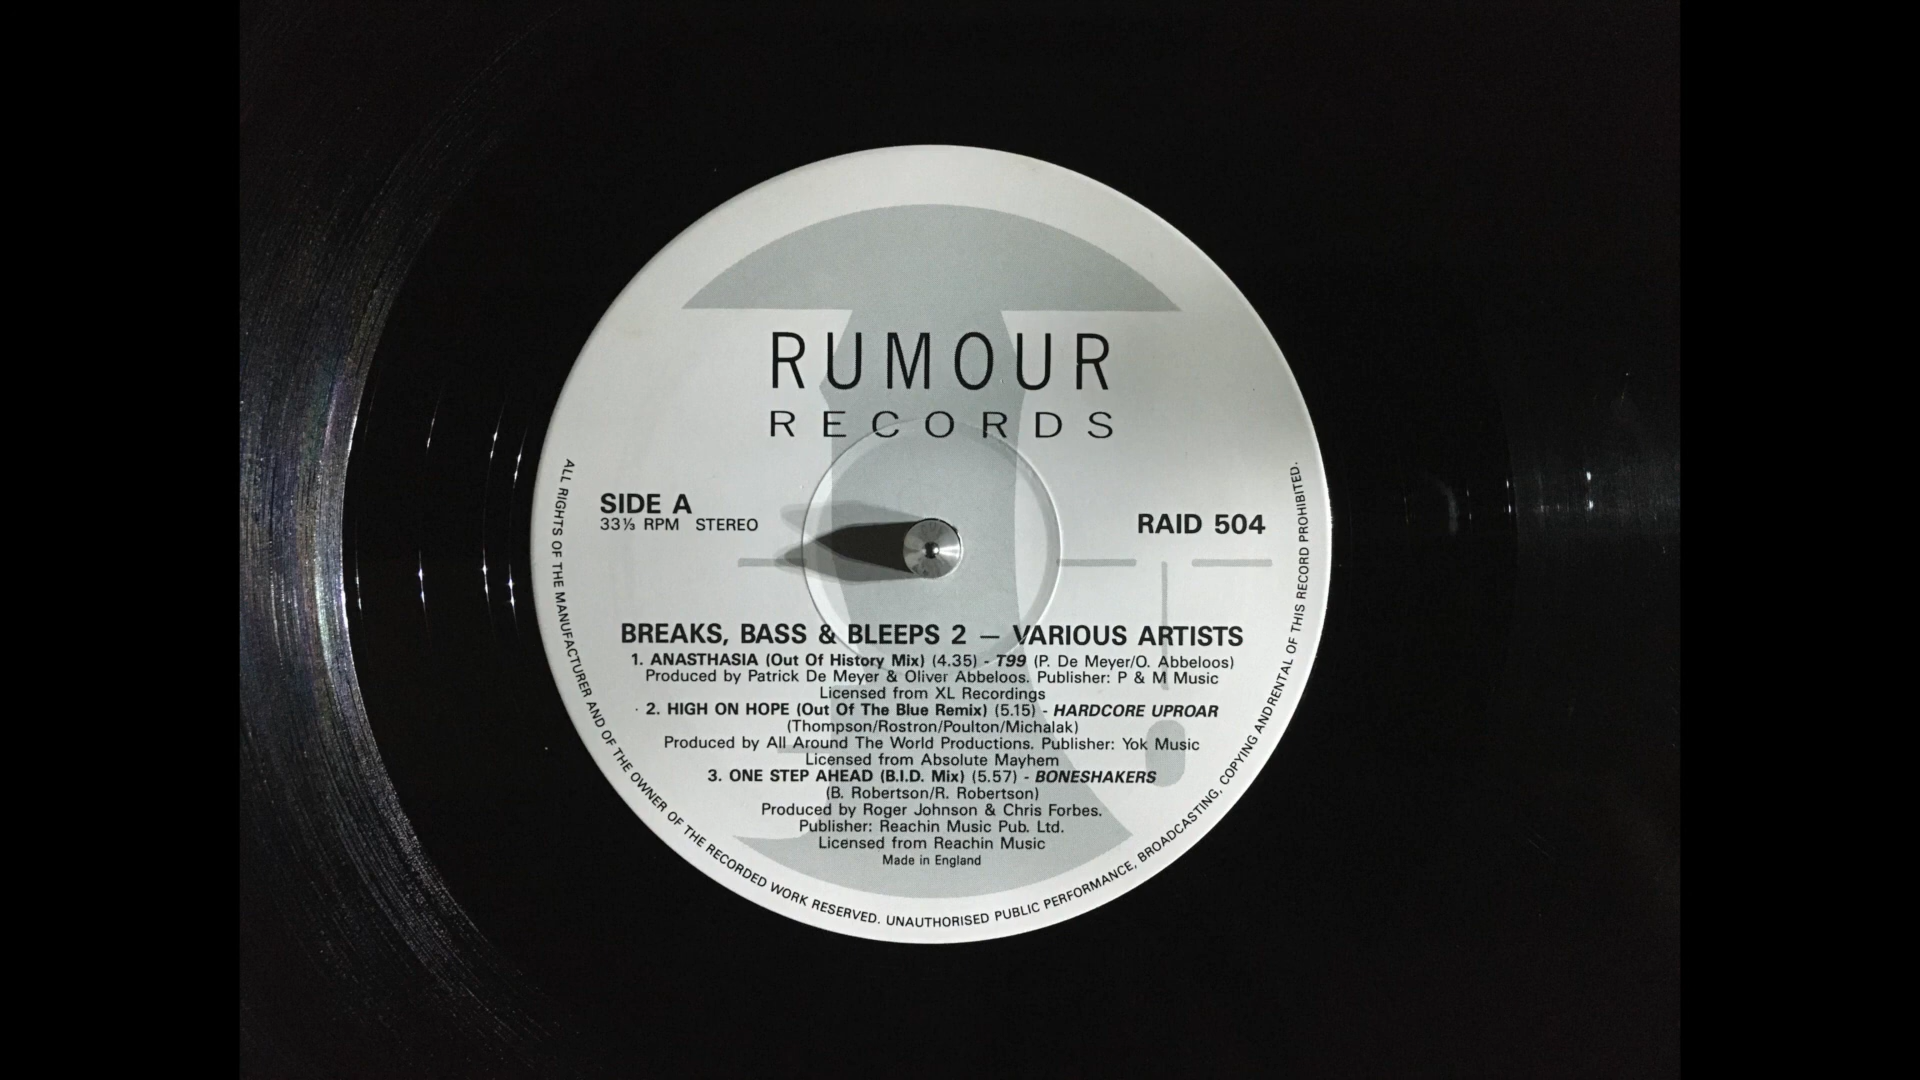 RUMOUR
RECORDS
SIDE A
33⅓ RPM STEREO
RAID 504
BREAKS, BASS & BLEEPS 2 — VARIOUS ARTISTS
1. ANASTHASIA (Out Of History Mix) (4.35) - T99 (P. De Meyer/O. Abbeloos)
Produced by Patrick De Meyer & Oliver Abbeloos. Publisher: P & M Music
Licensed from XL Recordings
2. HIGH ON HOPE (Out Of The Blue Remix) (5.15) - HARDCORE UPROAR
(Thompson/Rostron/Poulton/Michalak)
Produced by All Around The World Productions. Publisher: Yok Music
Licensed from Absolute Mayhem
3. ONE STEP AHEAD (B.I.D. Mix) (5.57) - BONESHAKERS
(B. Robertson/R. Robertson)
Produced by Roger Johnson & Chris Forbes.
Publisher: Reachin Music Pub. Ltd.
Licensed from Reachin Music
Made in England
ALL RIGHTS OF THE MANUFACTURER AND OF THE OWNER OF THE RECORDED WORK RESERVED. UNAUTHORISED PUBLIC PERFORMANCE, BROADCASTING, COPYING ANDRENTAL OF THIS RECORD PROHIBITED.